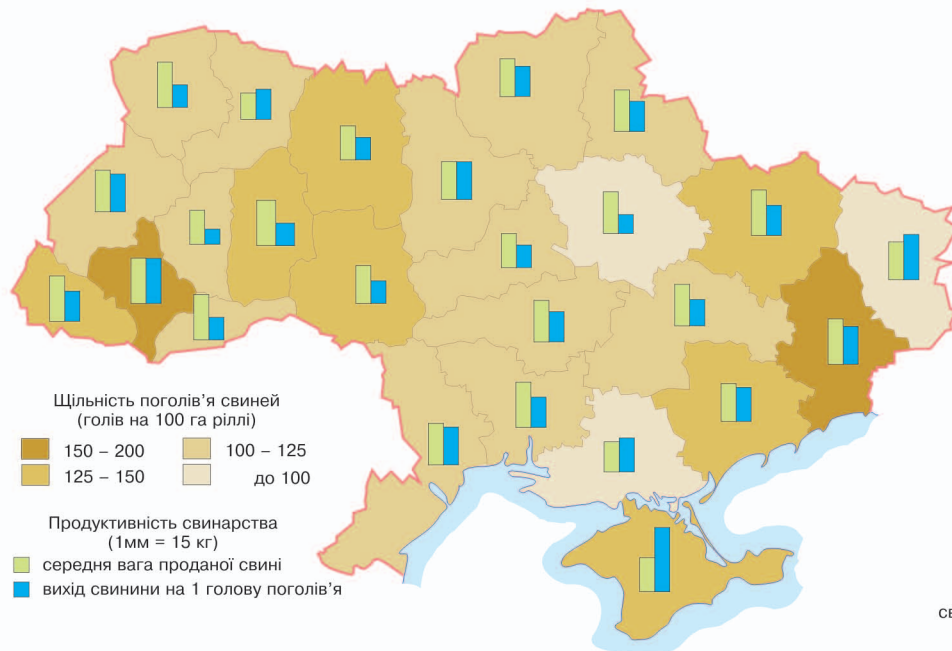 Щільність поголів'я свиней
(голів на 100 га ріллі)
150 – 200
100 – 125
125 – 150
до 100
Продуктивність свинарства
(1мм = 15 кг)
середня вага проданої свині
вихід свинини на 1 голову поголів'я
св